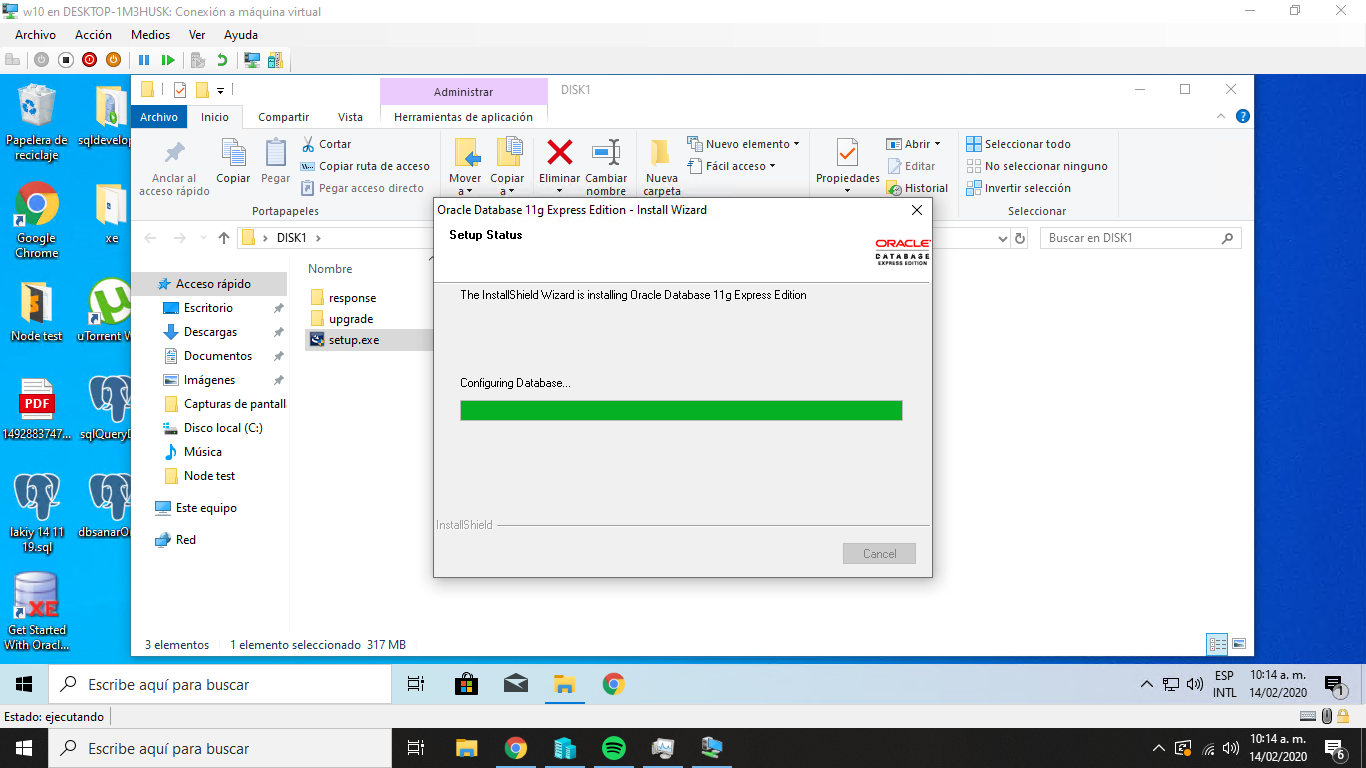 w10 en DESKTOP-1M3HUSK: Conexión a máquina virtual
Archivo Acción Medios Ver Ayuda
Administrar DISK1
Archivo Inicio Compartir Vista Herramientas de aplicación
Anclar al
acceso rápido
Copiar
Pegar
Cortar
Copiar ruta de acceso
Pegar acceso directo
Portapapeles
Mover
a
Copiar
a
Eliminar
Cambiar
nombre
Nueva
carpeta
Nuevo elemento
Fácil acceso
Propiedades
Abrir
Editar
Historial
Seleccionar todo
No seleccionar ninguno
Invertir selección
Seleccionar
DISK1
Buscar en DISK1
Acceso rápido
Escritorio
Descargas
Documentos
Imágenes
Capturas de pantall
Disco local (C:)
Música
Node test
Este equipo
Red
Nombre
response
upgrade
setup.exe
3 elementos 1 elemento seleccionado 317 MB
Oracle Database 11g Express Edition - Install Wizard
Setup Status
ORACLE
DATABASE
EXPRESS EDITION
The InstallShield Wizard is installing Oracle Database 11g Express Edition
Configuring Database...
InstallShield
Cancel
Papelera de
reciclaje
sqldevelop
Google
Chrome
xe
Node test
uTorrent W
PDF
1492883747...
sqlQueryD
lakiy 14 11
19.sql
dbsanarO
XE
Get Started
With Oracl...
Escribe aquí para buscar
ESP
INTL
10:14 a. m.
14/02/2020
1
Estado: ejecutando
Escribe aquí para buscar
10:14 a. m.
14/02/2020
6